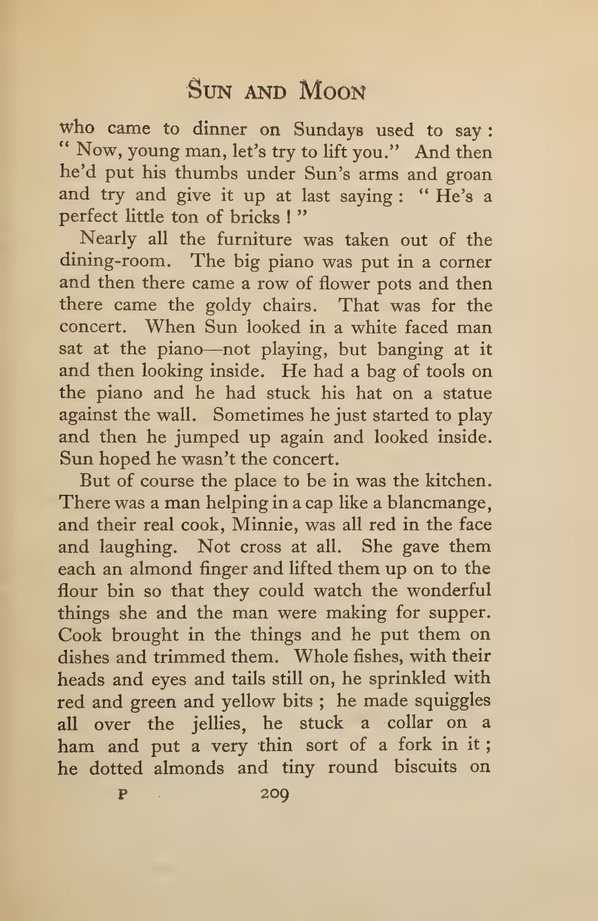 SUN AND MOON
who came to dinner on Sundays used to say :
“ Now, young man, let’s try to lift you.” And then
he’d put his thumbs under Sun’s arms and groan
and try and give it up at last saying : “ He’s a
perfect little ton of bricks ! ”
Nearly all the furniture was taken out of the
dining-room. The big piano was put in a corner
and then there came a row of flower pots and then
there came the goldy chairs. That was for the
concert. When Sun looked in a white faced man
sat at the piano—not playing, but banging at it
and then looking inside. He had a bag of tools on
the piano and he had stuck his hat on a statue
against the wall. Sometimes he just started to play
and then he jumped up again and looked inside.
Sun hoped he wasn’t the concert.
But of course the place to be in was the kitchen.
There was a man helping in a cap like a blancmange,
and their real cook, Minnie, was all red in the face
and laughing. Not cross at all. She gave them
each an almond finger and lifted them up on to the
flour bin so that they could watch the wonderful
things she and the man were making for supper.
Cook brought in the things and he put them on
dishes and trimmed them. Whole fishes, with their
heads and eyes and tails still on, he sprinkled with
red and green and yellow bits ; he made squiggles
all over the jellies, he stuck a collar on a
ham and put a very thin sort of a fork in it ;
he dotted almonds and tiny round biscuits on
P 209